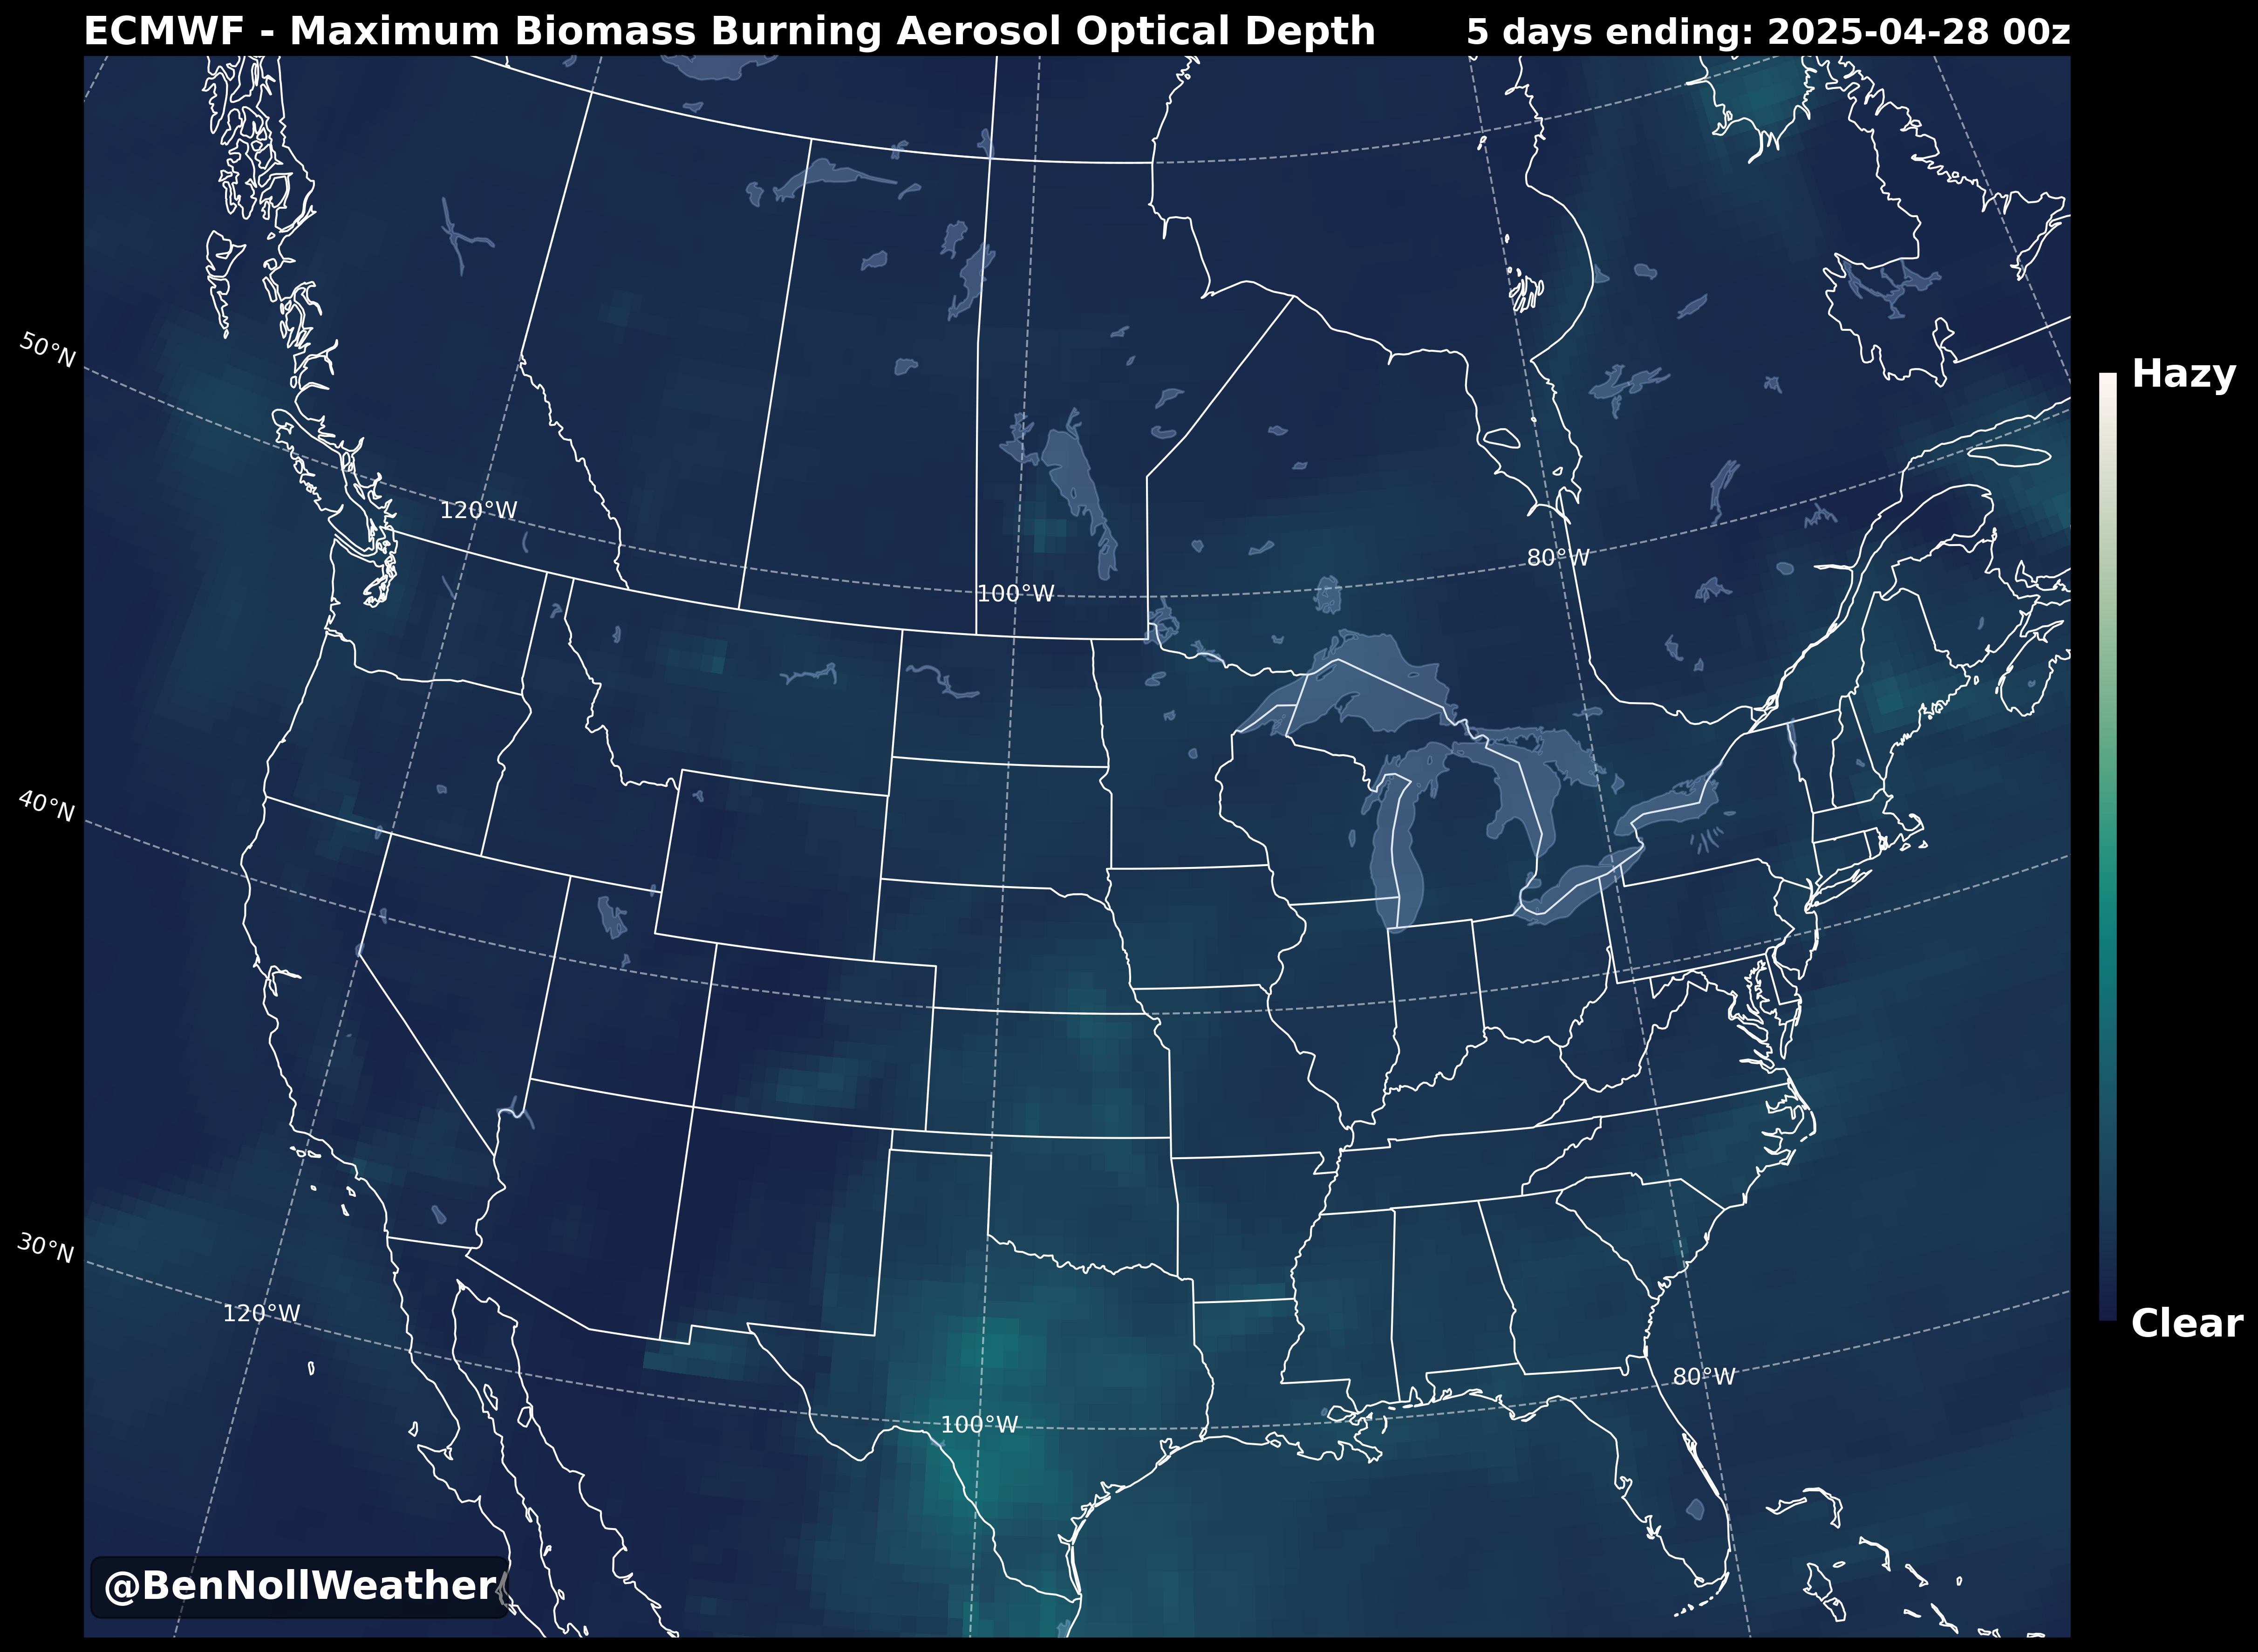 ECMWF - Maximum Biomass Burning Aerosol Optical Depth
5 days ending: 2025-04-28 00z
50°N
Hazy
120°W
80°W
100°W
40°N
30°N
120°W
Clear
80°W
100°W
@BenNollWeather